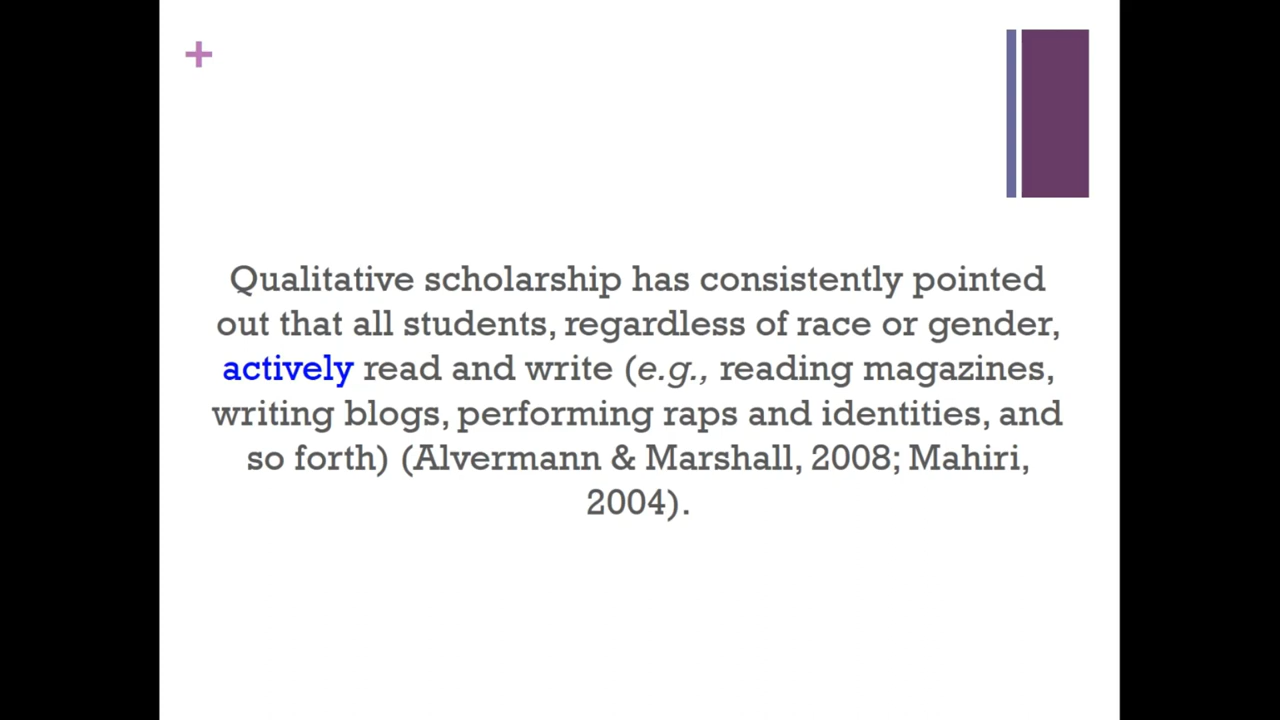 +
Qualitative scholarship has consistently pointed
out that all students, regardless of race or gender,
actively read and write (e.g., reading magazines,
writing blogs, performing raps and identities, and
so forth) (Alvermann & Marshall, 2008; Mahiri,
2004).